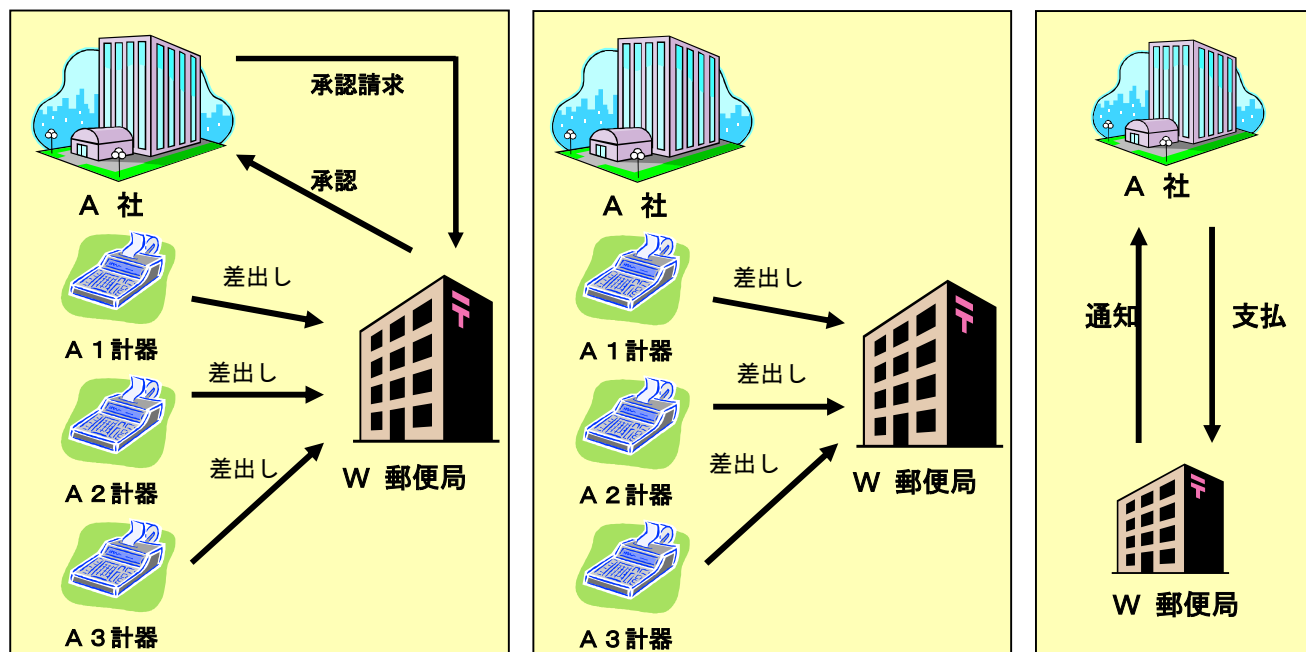 承認請求
承認
Ａ 社
差出し
Ａ１計器
差出し
Ａ２計器
差出し
Ａ３計器
〒
Ｗ 郵便局
Ａ 社
差出し
Ａ１計器
差出し
Ａ２計器
差出し
Ａ３計器
〒
Ｗ 郵便局
Ａ 社
通知
支払
〒
Ｗ 郵便局